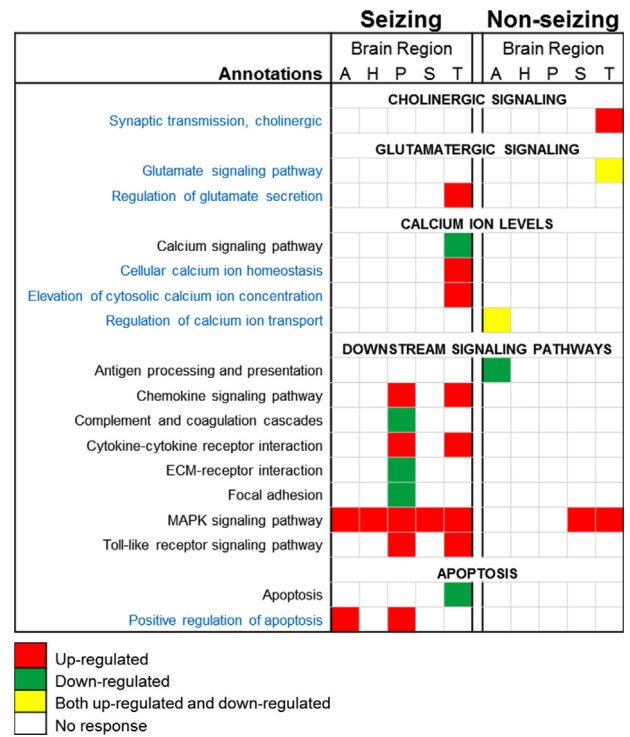 Seizing Non-seizing
Brain Region Brain Region
Annotations A H P S T A H P S T
CHOLINERGIC SIGNALING
Synaptic transmission, cholinergic
GLUTAMATERGIC SIGNALING
Glutamate signaling pathway
Regulation of glutamate secretion
CALCIUM ION LEVELS
Calcium signaling pathway
Cellular calcium ion homeostasis
Elevation of cytosolic calcium ion concentration
Regulation of calcium ion transport
DOWNSTREAM SIGNALING PATHWAYS
Antigen processing and presentation
Chemokine signaling pathway
Complement and coagulation cascades
Cytokine-cytokine receptor interaction
ECM-receptor interaction
Focal adhesion
MAPK signaling pathway
Toll-like receptor signaling pathway
APOPTOSIS
Apoptosis
Positive regulation of apoptosis
Up-regulated
Down-regulated
Both up-regulated and down-regulated
No response